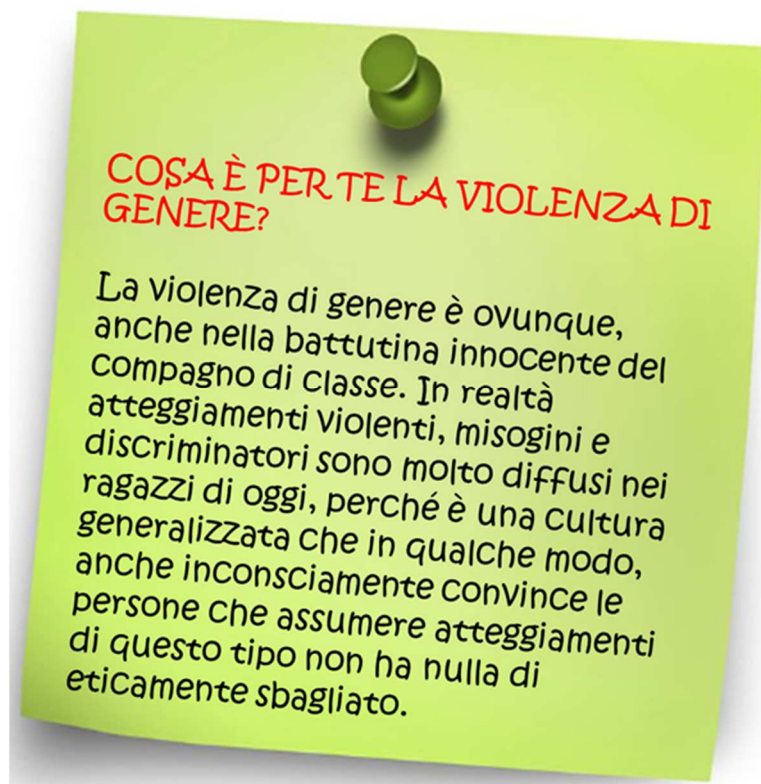 COSA È PER TE LA VIOLENZA DI
GENERE?
La violenza di genere è ovunque,
anche nella battutina innocente del
compagno di classe. In realtà
atteggiamenti violenti, misogini e
discriminatori sono molto diffusi nei
ragazzi di oggi, perché è una cultura
generalizzata che in qualche modo,
anche inconsciamente convince le
persone che assumere atteggiamenti
di questo tipo non ha nulla di
eticamente sbagliato.